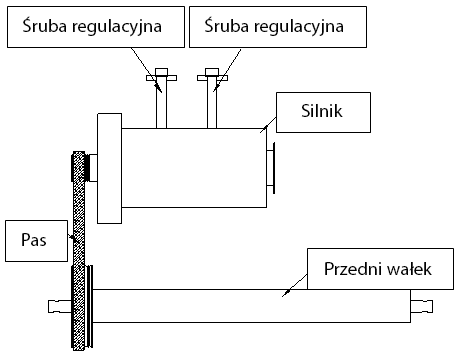 Śruba regulacyjna
Śruba regulacyjna
Silnik
Pas
Przedni wałek